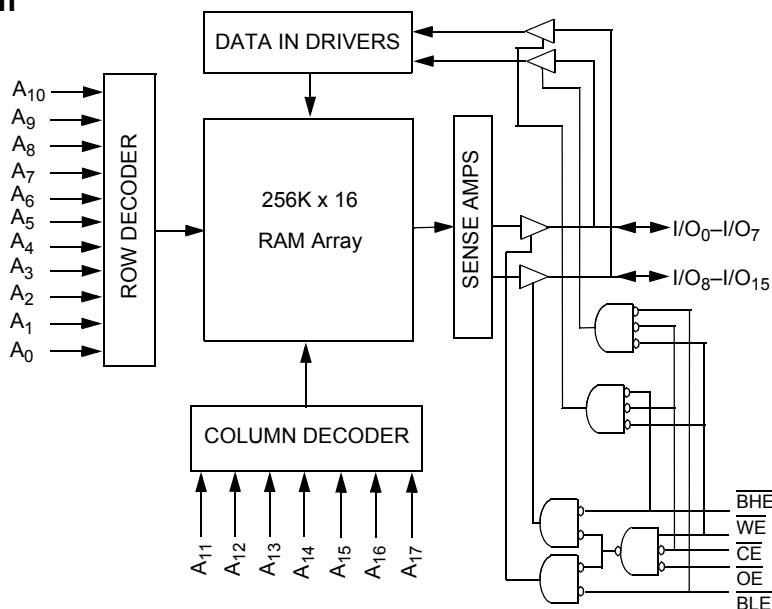 DATA IN DRIVERS
A10
A9
A8
A7
A6
A5
A4
A3
A2
A1
A0
ROW DECODER
256K x 16
RAM Array
SENSE AMPS
I/O0–I/O7
I/O8–I/O15
COLUMN DECODER
A11
A12
A13
A14
A15
A16
A17
BHE
WE
CE
OE
BLE